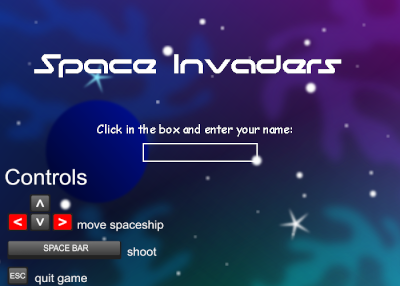 Space Invaders
Click in the box and enter your name:
Controls
^
< v > move spaceship
SPACE BAR shoot
ESC quit game